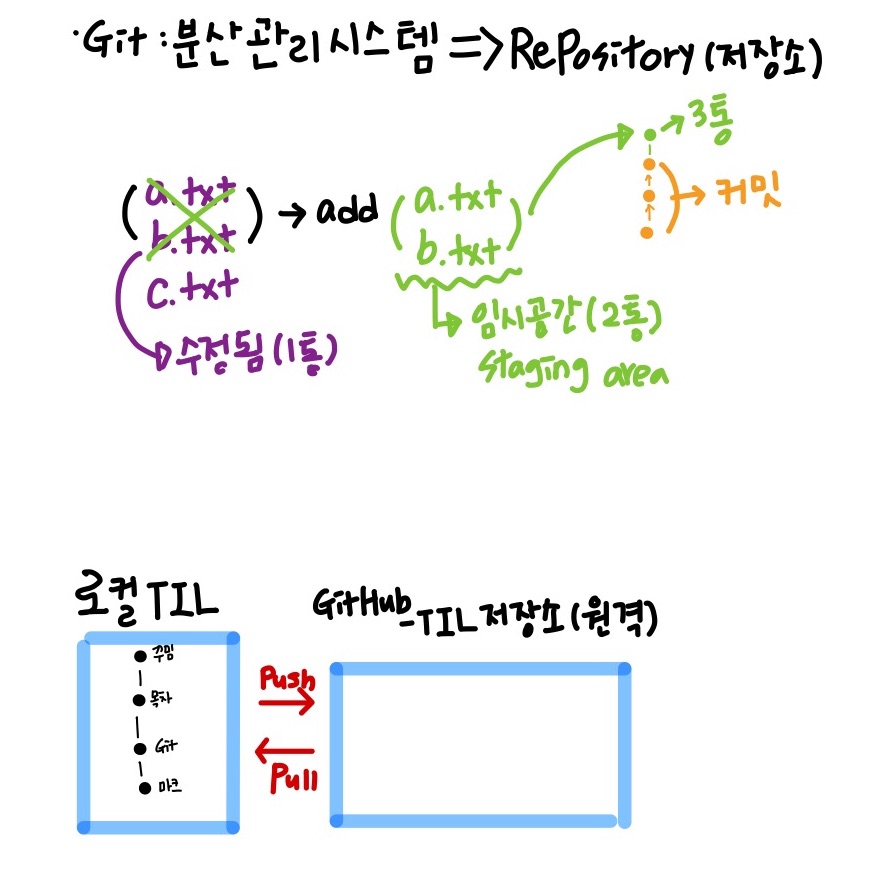 ·Git : 분산관리시스템 => RePository (저장소)
→ 3통
(a.txt
b.txt) → add (a.txt
b.txt)
→ 커밋
c.txt
→ 수정됨 (1통)
→ 임시공간 (2통)
staging area
로컬 TIL
GitHub - TIL 저장소 (원격)
꾸밈
목차
Git
마크
Push
Pull